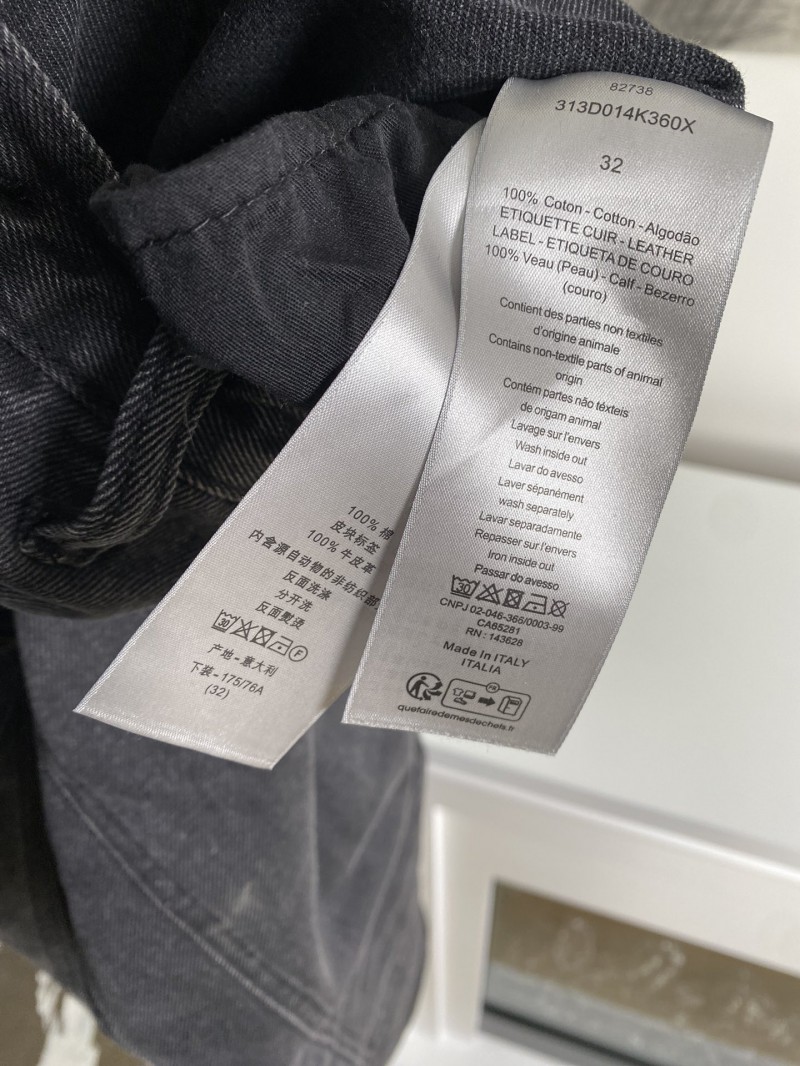 82738
313D014K360X
32
100% Coton - Cotton - Algodão
ETIQUETTE CUIR - LEATHER
LABEL - ETIQUETA DE COURO
100% Veau (Peau) - Calf - Bezerro
(couro)
Contient des parties non textiles
d'origine animale
Contains non-textile parts of animal
origin
Contém partes não têxteis
de origam animal
Lavage sur l'envers
Wash inside out
Lavar do avesso
Laver sépanément
wash separately
Lavar separadamente
Repasser sur l'envers
Iron inside out
Passar do avesso
30
CNPJ 02-046-366/0003-99
CA65281
RN : 143628
Made in ITALY
ITALIA
FR
quefairedemesdechets.fr
100% 棉
皮块标签
100% 牛皮革
内含源自动物的非纺织部
反面洗涤
分开洗
反面熨烫
30 F
产地 - 意大利
下装 - 175/76A
(32)